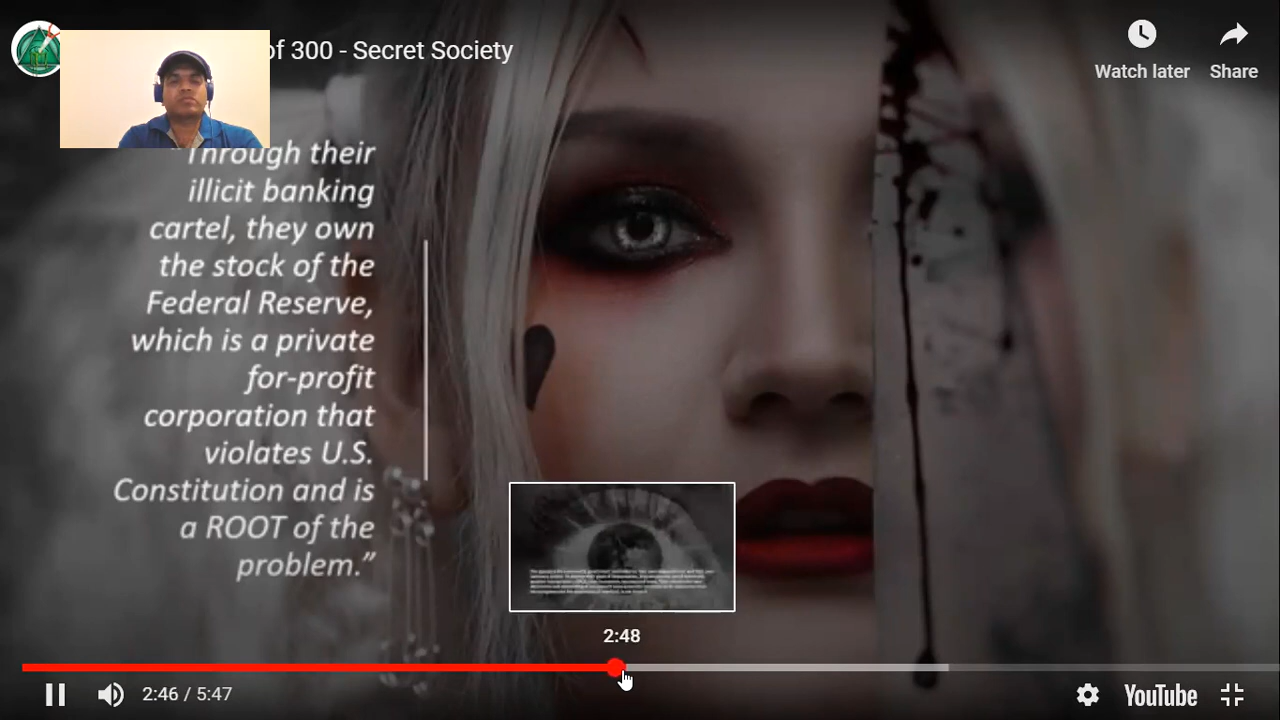 of 300 - Secret Society
Watch later
Share
"Through their
illicit banking
cartel, they own
the stock of the
Federal Reserve,
which is a private
for-profit
corporation that
violates U.S.
Constitution and is
a ROOT of the
problem.”
2:48
2:46 / 5:47
YouTube